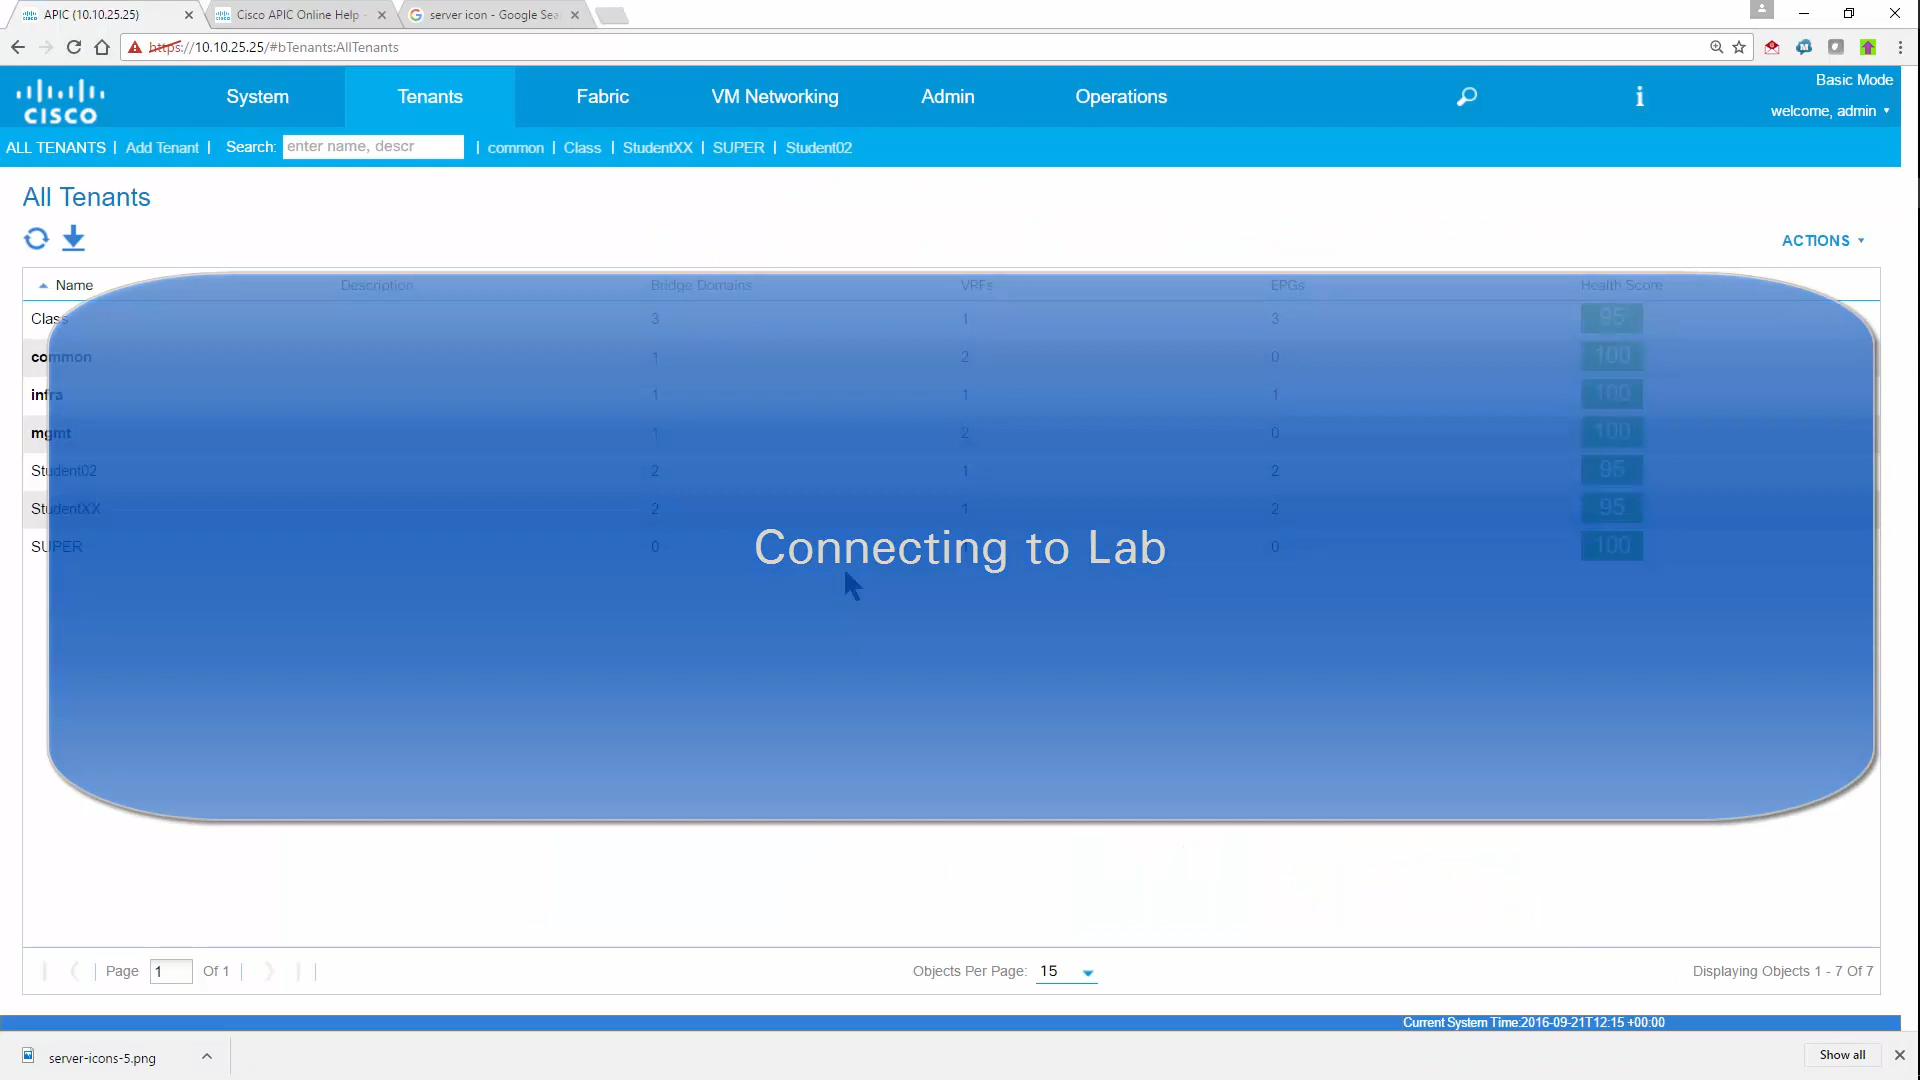 APIC (10.10.25.25)
Cisco APIC Online Help -
server icon - Google Sea
https://10.10.25.25/#bTenants:AllTenants
CISCO
System
Tenants
Fabric
VM Networking
Admin
Operations
Basic Mode
welcome, admin
ALL TENANTS | Add Tenant | Search: enter name, descr | common | Class | StudentXX | SUPER | Student02
All Tenants
ACTIONS
Name Description Bridge Domains VRFs EPGs Health Score
Class 3 1 3 95
common 1 2 0 100
infra 1 1 1 100
mgmt 1 2 0 100
Student02 2 1 2 95
StudentXX 2 1 2 95
SUPER 0 0 100
Connecting to Lab
Page 1 Of 1
Objects Per Page: 15
Displaying Objects 1 - 7 Of 7
Current System Time:2016-09-21T12:15 +00:00
server-icons-5.png
Show all